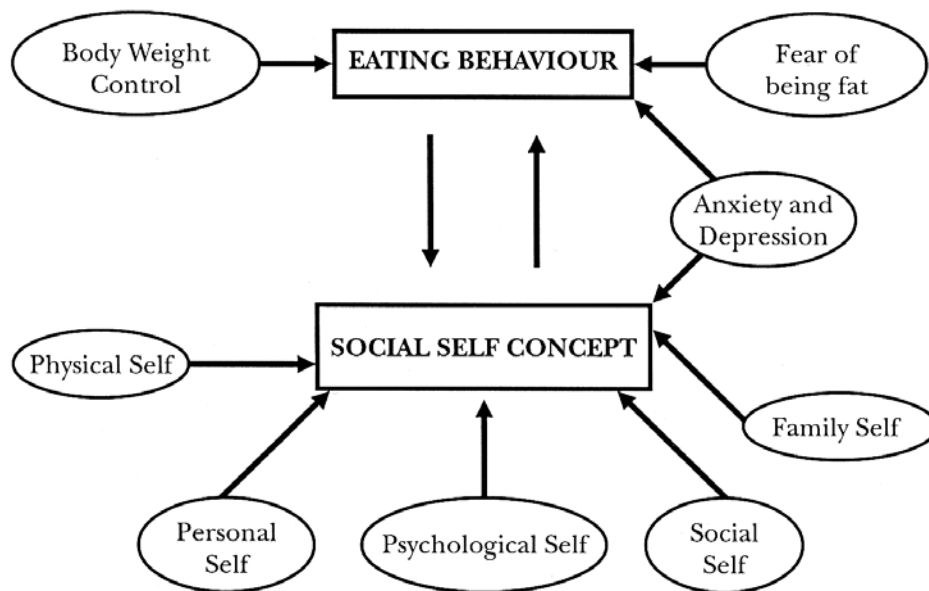 Body Weight
Control
EATING BEHAVIOUR
Fear of
being fat
Anxiety and
Depression
SOCIAL SELF CONCEPT
Physical Self
Family Self
Personal
Self
Psychological Self
Social
Self